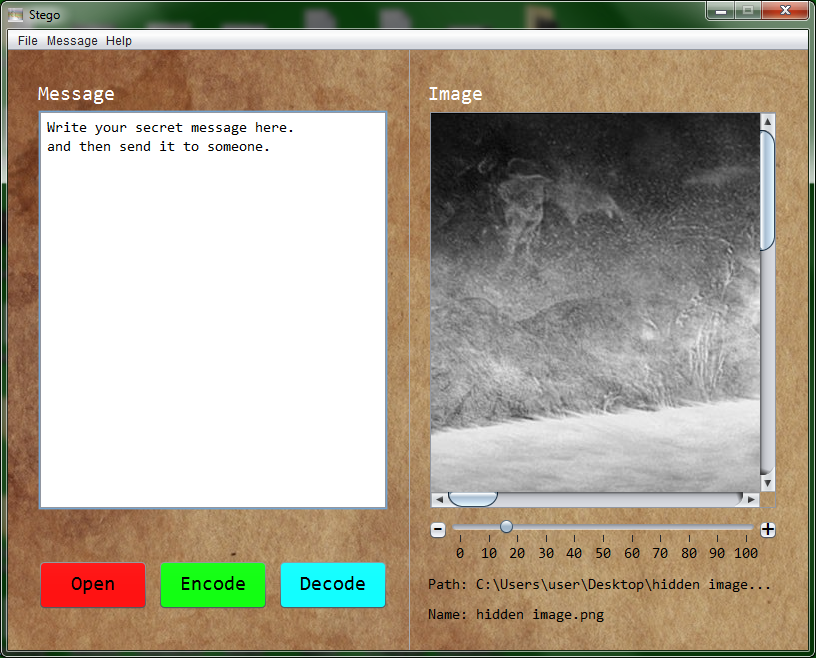 Stego
File Message Help
Message
Write your secret message here.
and then send it to someone.
Open
Encode
Decode
Image
0 10 20 30 40 50 60 70 80 90 100
Path: C:\Users\user\Desktop\hidden image...
Name: hidden image.png